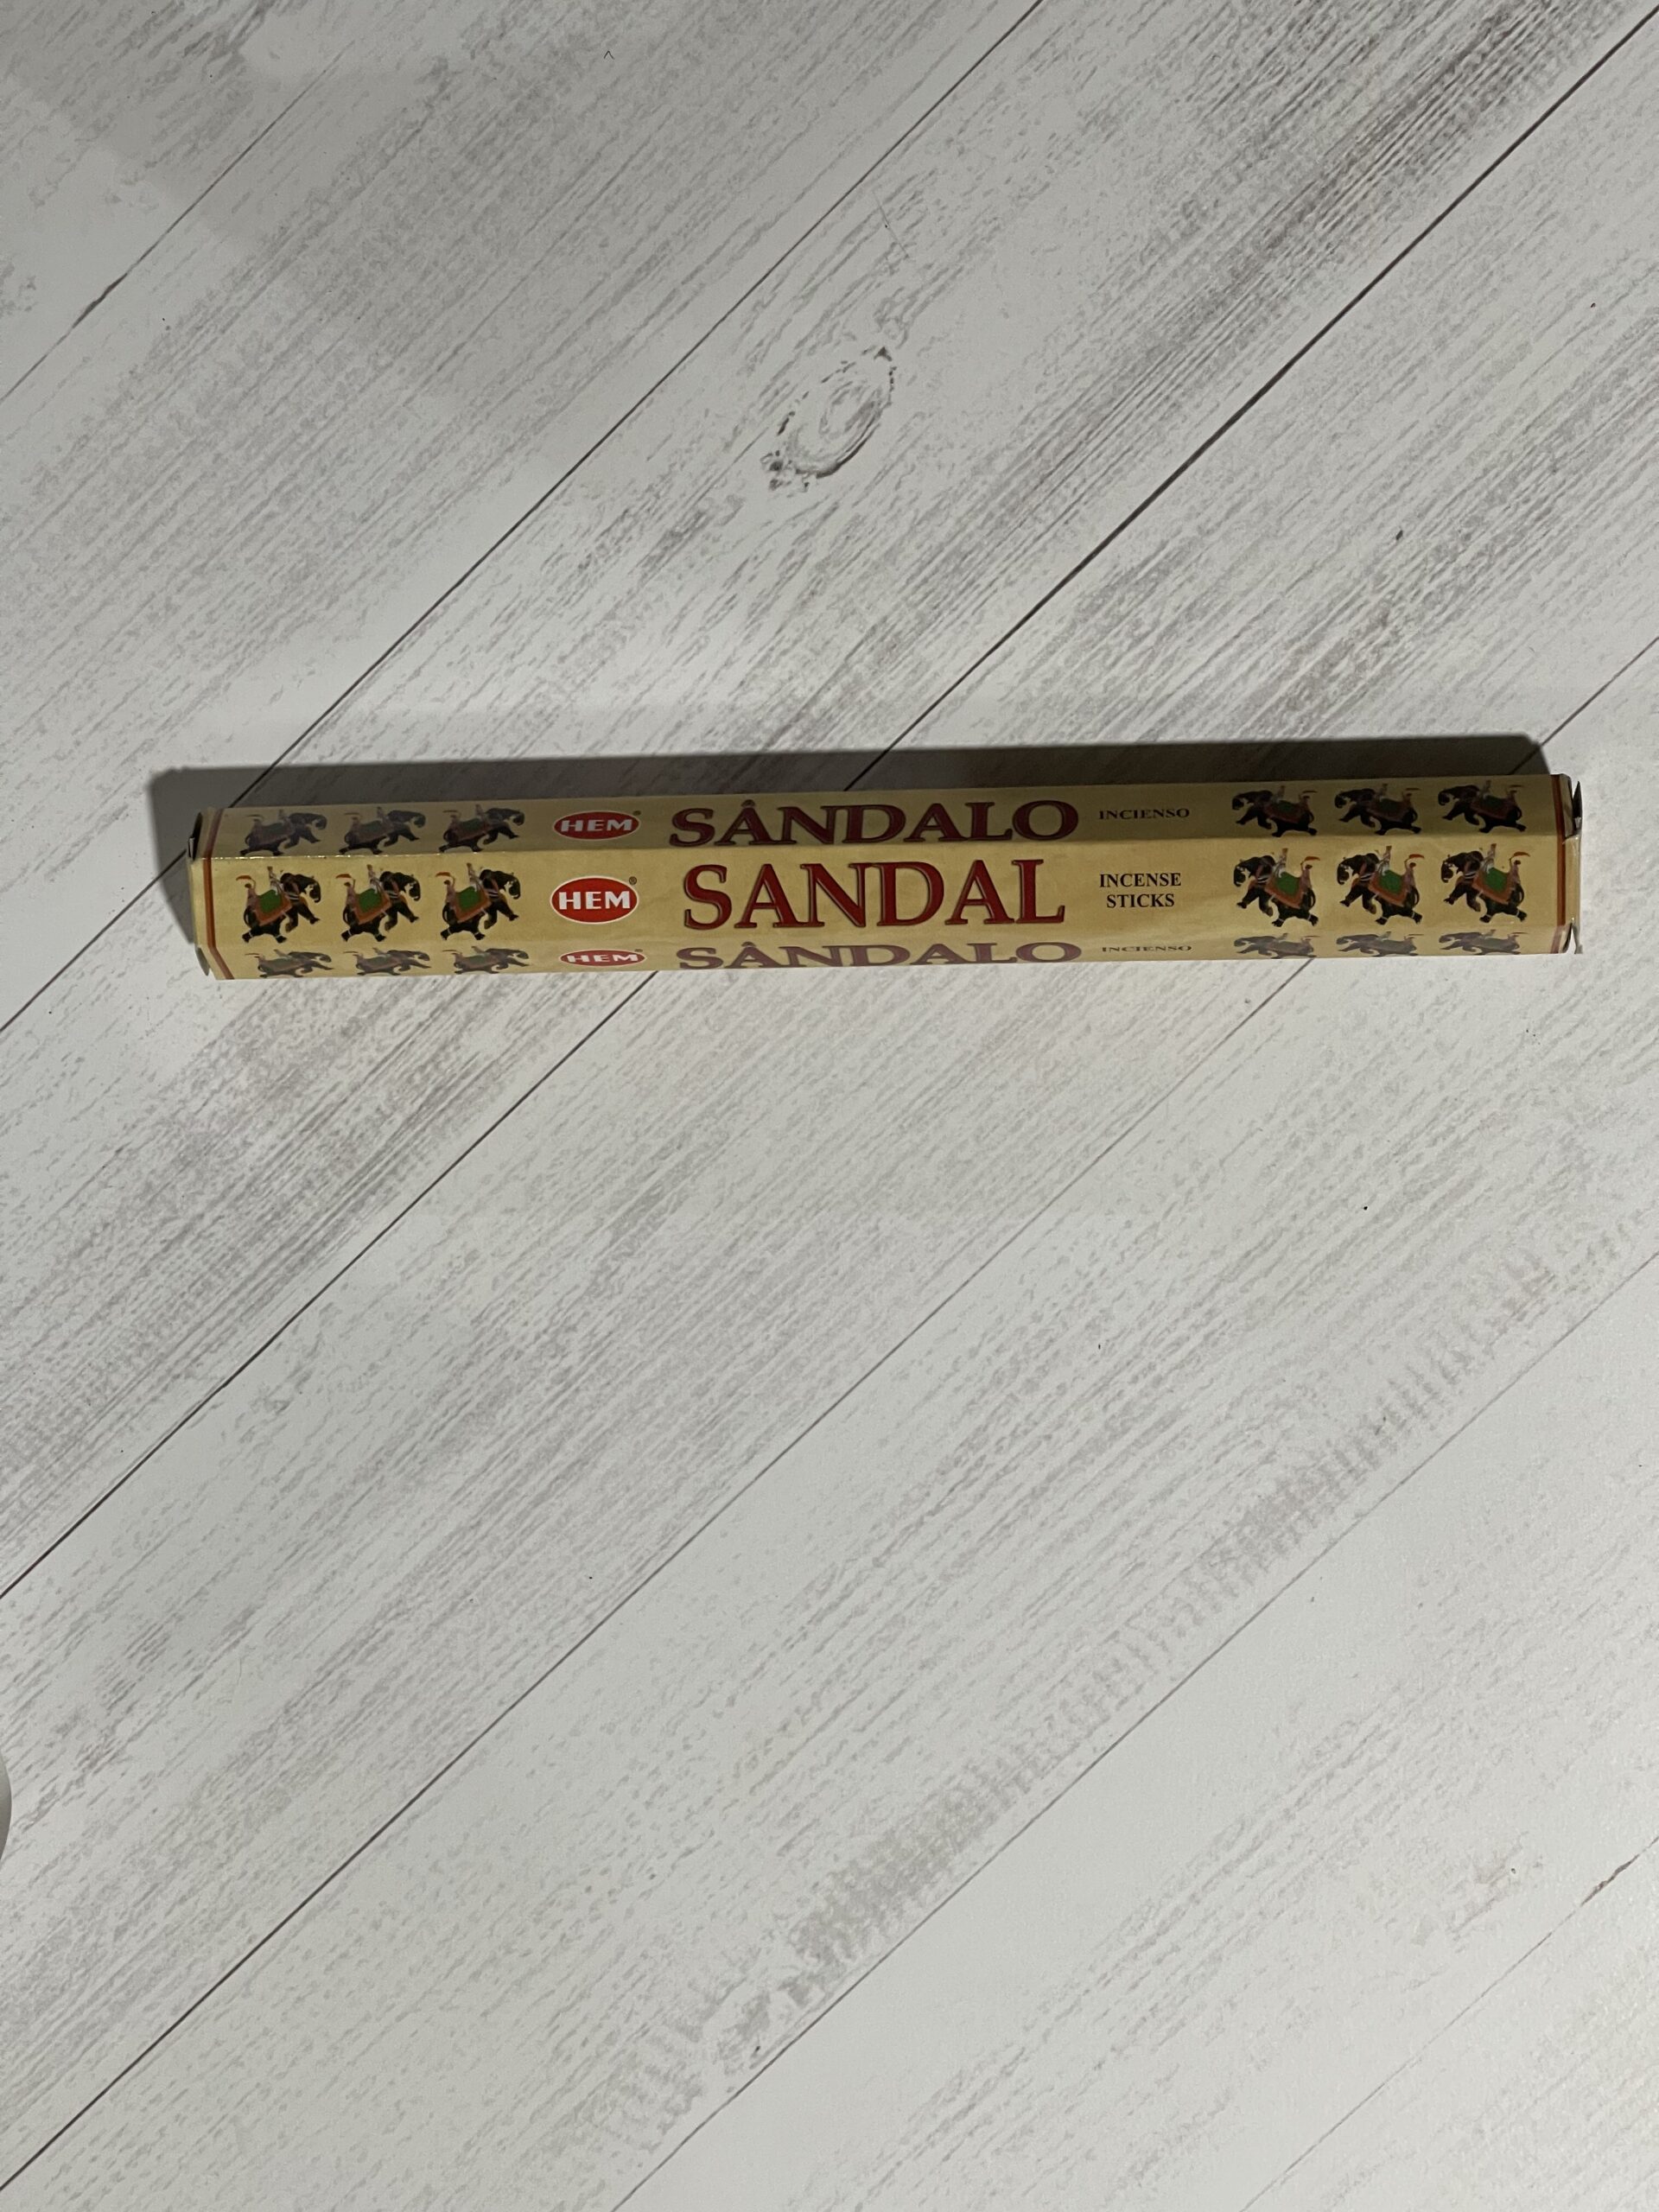 HEM SÂNDALO INCIENSO
HEM® SANDAL INCENSE
STICKS
HEM SÂNDALO INCIENSO